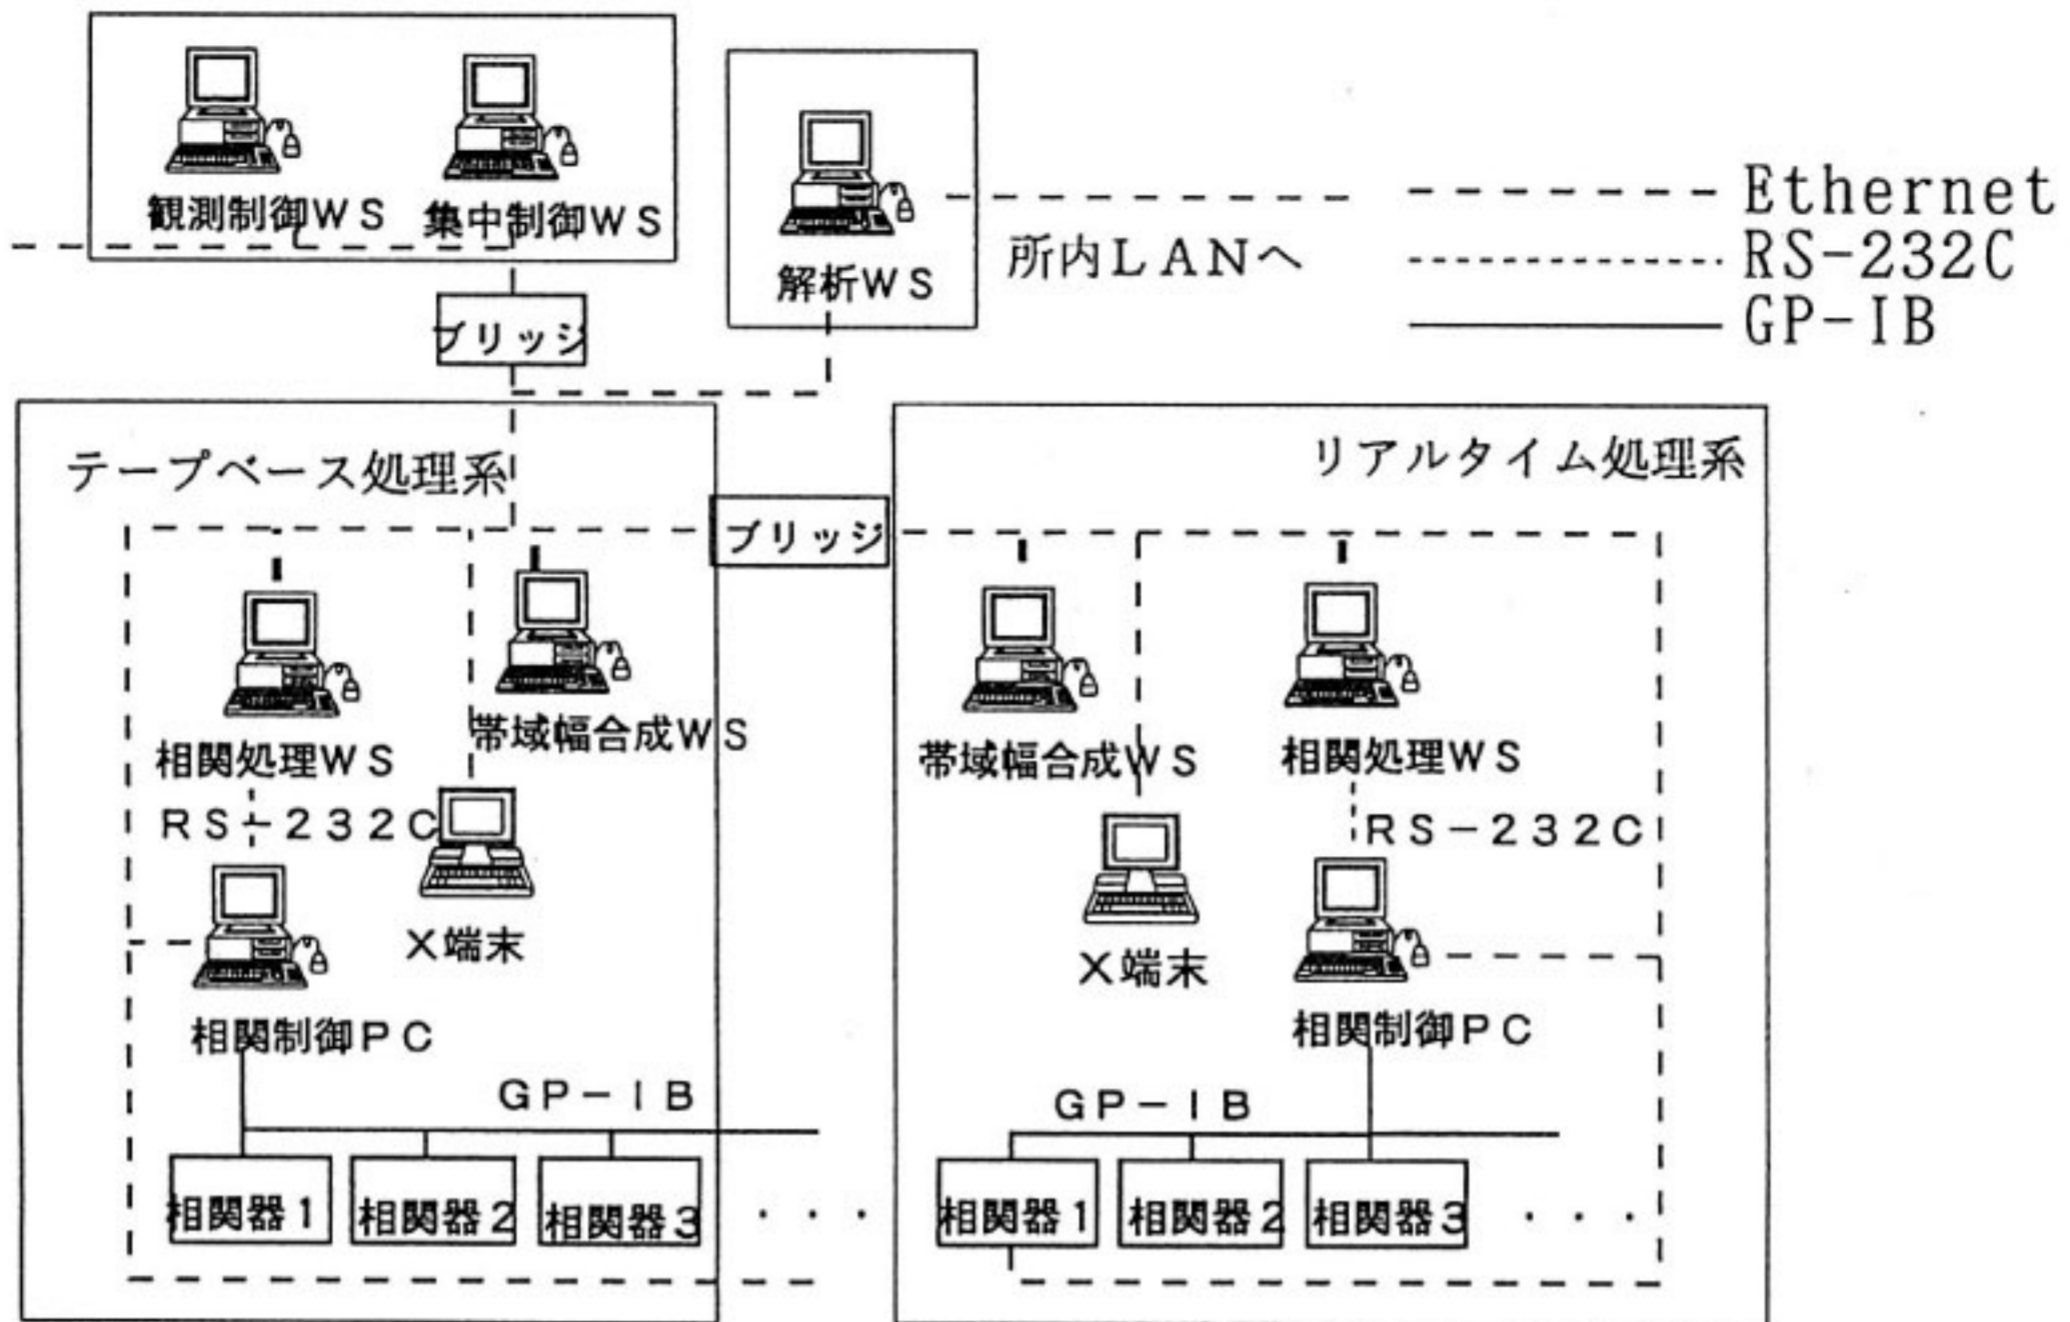 観測制御WS
集中制御WS
解析WS
所内LANへ
Ethernet
RS-232C
GP-IB
ブリッジ
テープベース処理系
リアルタイム処理系
ブリッジ
相関処理WS
帯域幅合成WS
帯域幅合成WS
相関処理WS
RS-232C
RS-232C
X端末
X端末
相関制御PC
相関制御PC
GP-IB
GP-IB
相関器1
相関器2
相関器3
・・・
相関器1
相関器2
相関器3
・・・